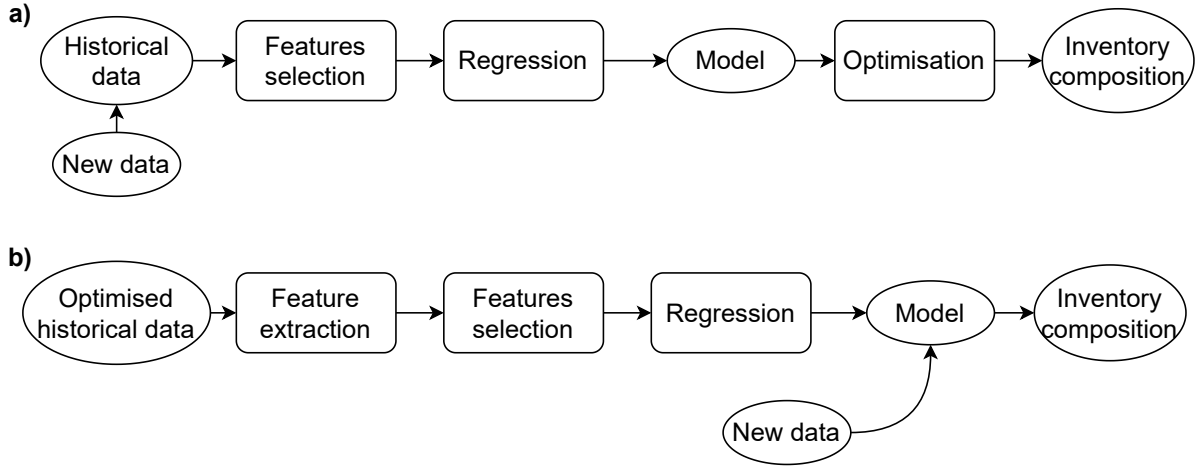 a)
Historical
data
Features
selection
Regression
Model
Optimisation
Inventory
composition
New data
b)
Optimised
historical data
Feature
extraction
Features
selection
Regression
Model
Inventory
composition
New data